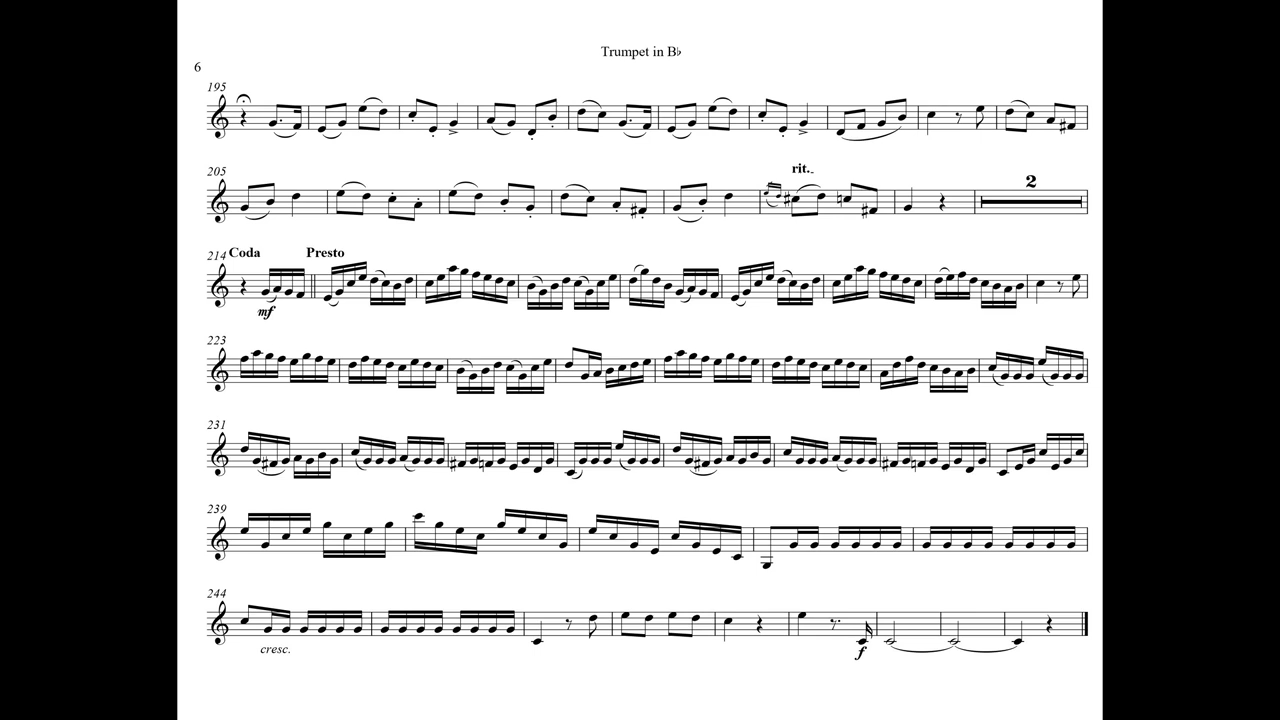 Trumpet in B♭
6
195
205
rit.
2
214 Coda Presto
mf
223
231
239
244
cresc.
f